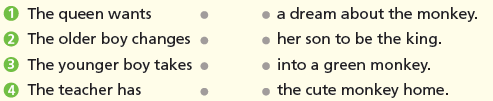 1 The queen wants • • a dream about the monkey.
2 The older boy changes • • her son to be the king.
3 The younger boy takes • • into a green monkey.
4 The teacher has • • the cute monkey home.